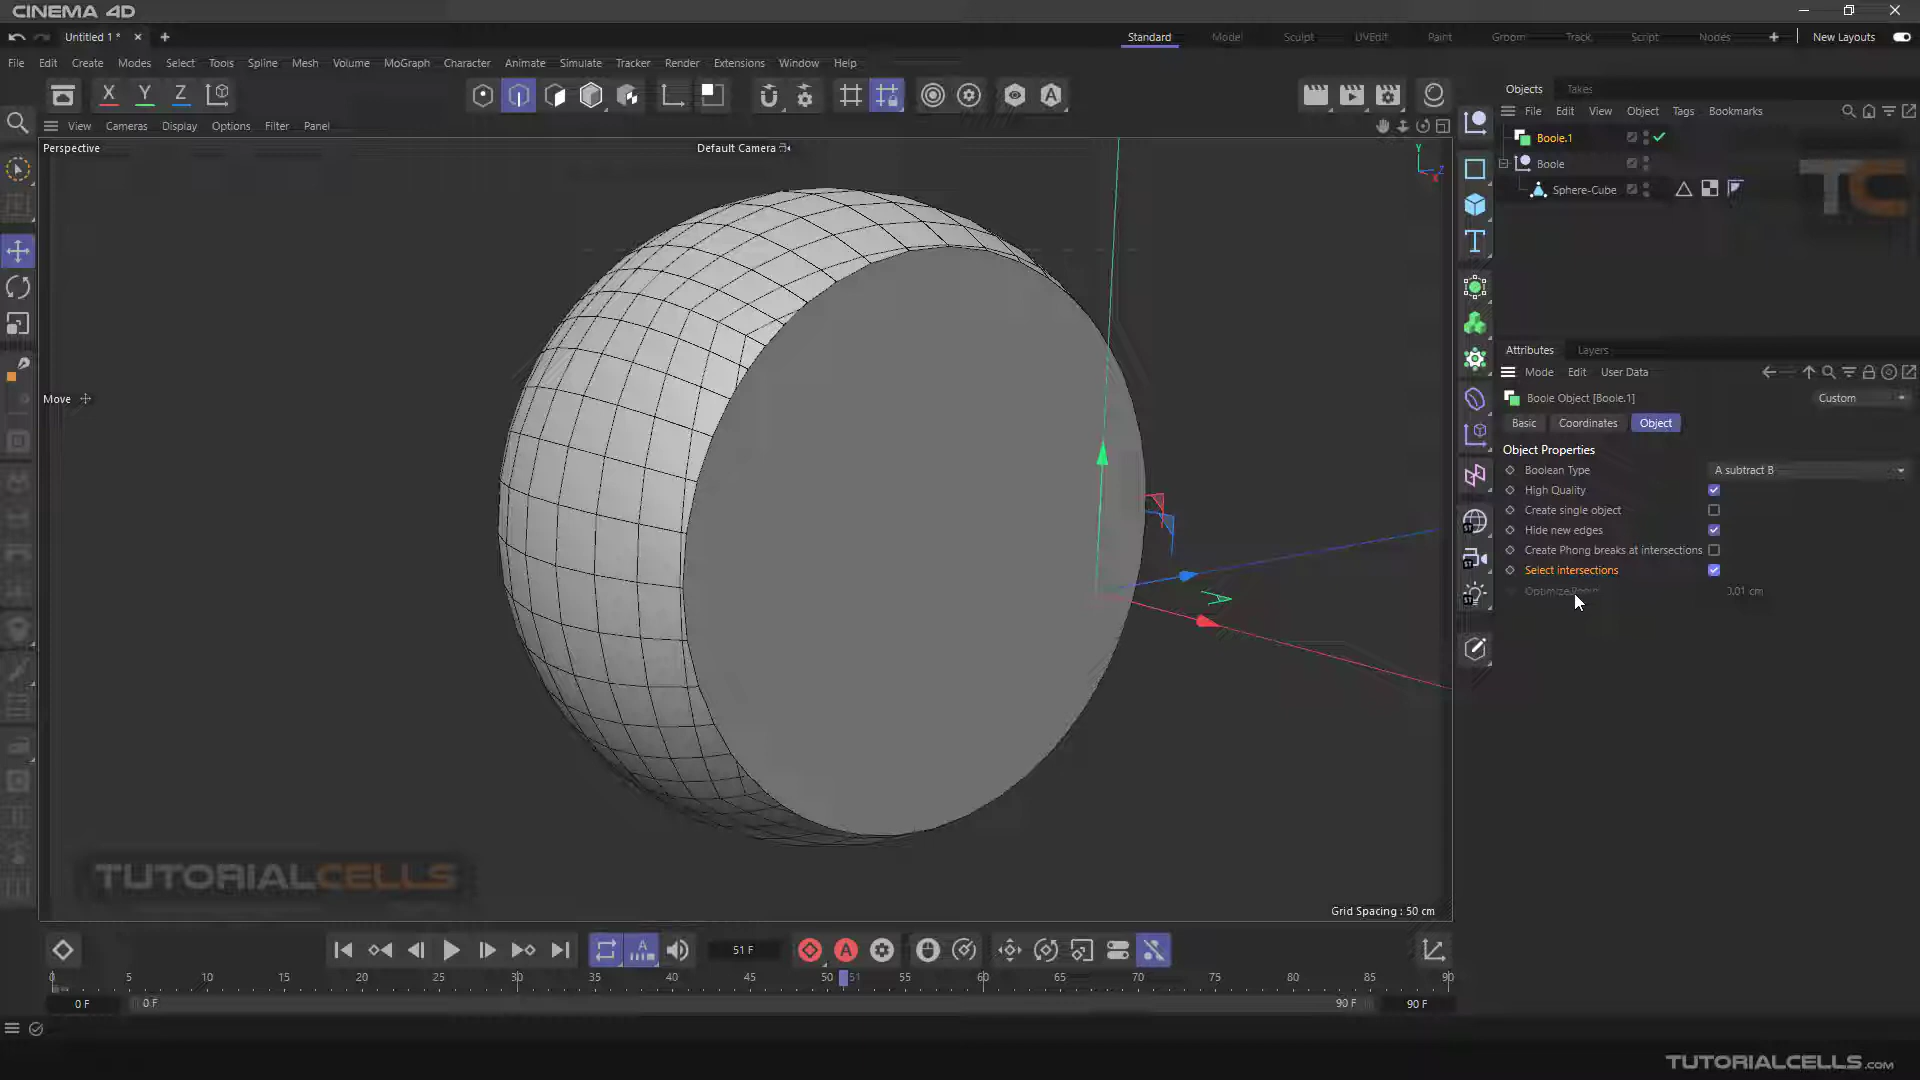 CINEMA 4D
Untitled 1 *
Standard Model Sculpt UVEdit Paint Groom Track Script Nodes New Layouts
File Edit Create Modes Select Tools Spline Mesh Volume MoGraph Character Animate Simulate Tracker Render Extensions Window Help
X Y Z
View Cameras Display Options Filter Panel
Perspective
Default Camera
Y
Z
Move
Grid Spacing : 50 cm
TUTORIALCELLS
Objects Takes
File Edit View Object Tags Bookmarks
Boole.1
Boole
Sphere-Cube
TC
Attributes Layers
Mode Edit User Data
Boole Object [Boole.1]
Custom
Basic Coordinates Object
Object Properties
Boolean Type A subtract B
High Quality
Create single object
Hide new edges
Create Phong breaks at intersections
Select intersections
0.01 cm
51 F
0 5 10 15 20 25 30 35 40 45 50 51 55 60 65 70 75 80 85 90
0 F 0 F 90 F 90 F
TUTORIALCELLS.com